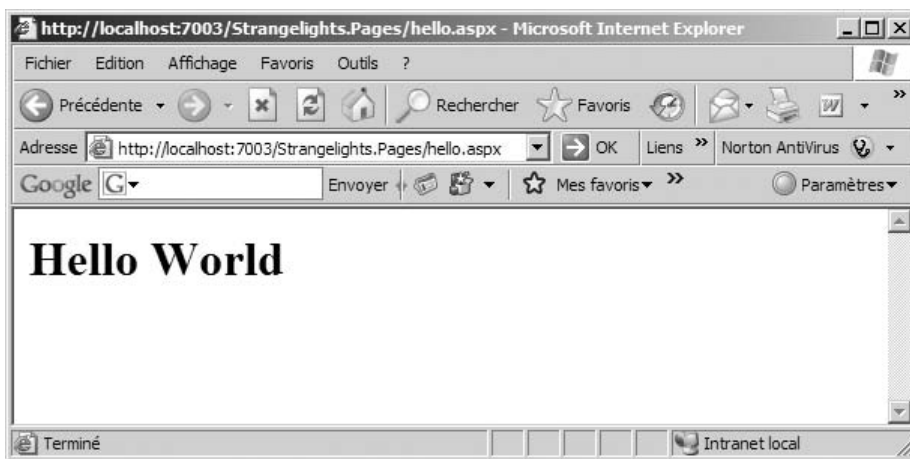 http://localhost:7003/Strangelights.Pages/hello.aspx - Microsoft Internet Explorer
Fichier Edition Affichage Favoris Outils ?
Précédente Rechercher Favoris W »
Adresse http://localhost:7003/Strangelights.Pages/hello.aspx OK Liens » Norton AntiVirus
Google G Envoyer Mes favoris » Paramètres
Hello World
Terminé Intranet local